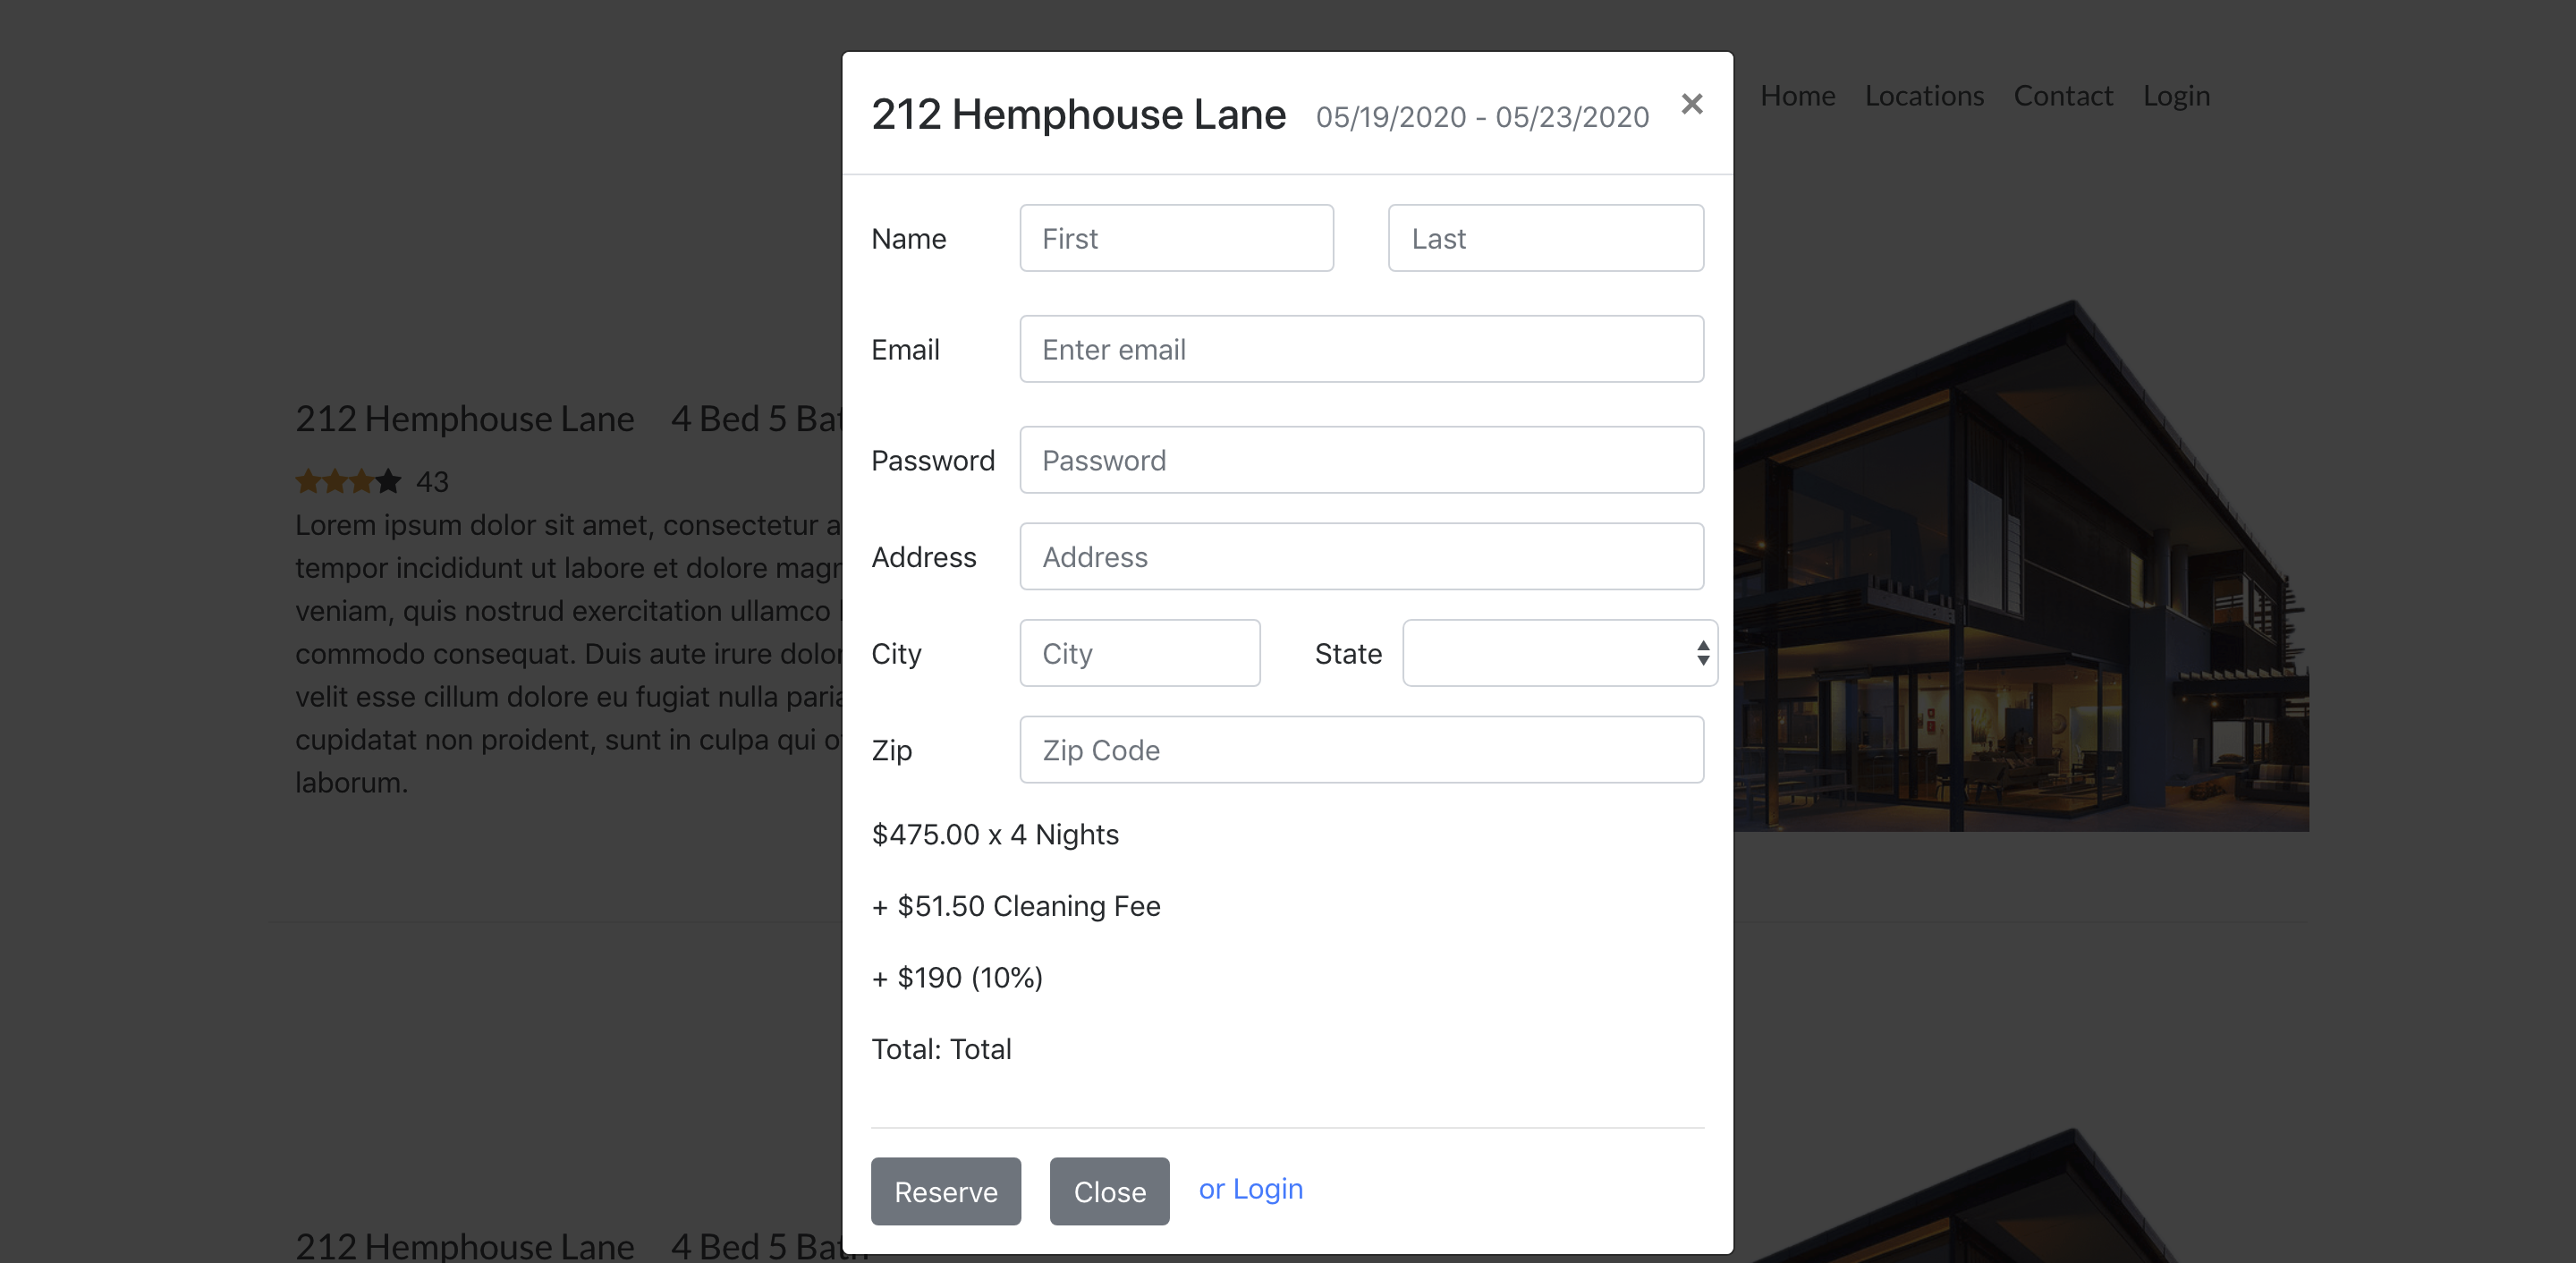 Home Locations Contact Login
212 Hemphouse Lane 05/19/2020 - 05/23/2020 ×
Name First Last
Email Enter email
Password Password
Address Address
City City State
Zip Zip Code
$475.00 x 4 Nights
+ $51.50 Cleaning Fee
+ $190 (10%)
Total: Total
Reserve Close or Login
212 Hemphouse Lane 4 Bed 5
43
Lorem ipsum dolor sit amet, consectetur
tempor incididunt ut labore et dolore
veniam, quis nostrud exercitation ullamco
commodo consequat. Duis aute irure
velit esse cillum dolore eu fugiat nulla
cupidatat non proident, sunt in culpa qui
laborum.
212 Hemphouse Lane 4 Bed 5 Bath